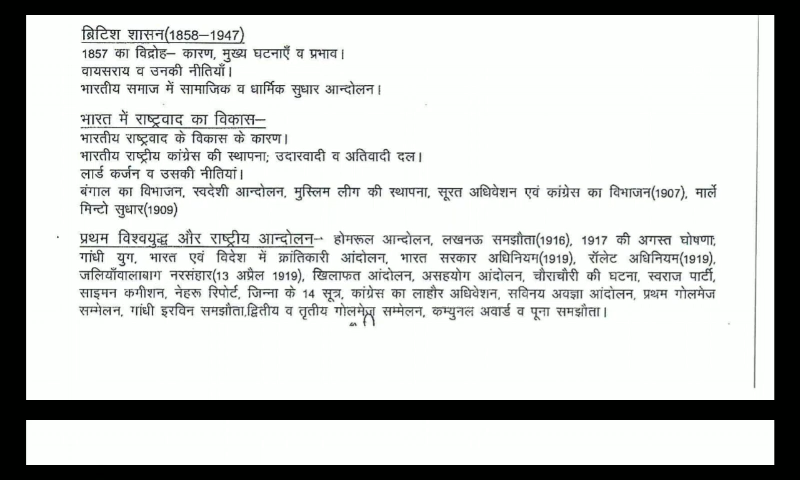 ब्रिटिश शासन(1858–1947)
1857 का विद्रोह– कारण, मुख्य घटनाएँ व प्रभाव।
वायसराय व उनकी नीतियाँ।
भारतीय समाज में सामाजिक व धार्मिक सुधार आन्दोलन।
भारत में राष्ट्रवाद का विकास–
भारतीय राष्ट्रवाद के विकास के कारण।
भारतीय राष्ट्रीय कांग्रेस की स्थापना; उदारवादी व अतिवादी दल।
लार्ड कर्जन व उसकी नीतियां।
बंगाल का विभाजन, स्वदेशी आन्दोलन, मुस्लिम लीग की स्थापना, सूरत अधिवेशन एवं कांग्रेस का विभाजन(1907), मार्ले
मिन्टो सुधार(1909)
प्रथम विश्वयुद्ध और राष्ट्रीय आन्दोलन– होमरूल आन्दोलन, लखनऊ समझौता(1916), 1917 की अगस्त घोषणा,
गांधी युग, भारत एवं विदेश में क्रांतिकारी आंदोलन, भारत सरकार अधिनियम(1919), रॉलेट अधिनियम(1919),
जलियाँवालाबाग नरसंहार(13 अप्रैल 1919), खिलाफत आंदोलन, असहयोग आंदोलन, चौराचौरी की घटना, स्वराज पार्टी,
साइमन कमीशन, नेहरू रिपोर्ट, जिन्ना के 14 सूत्र, कांग्रेस का लाहौर अधिवेशन, सविनय अवज्ञा आंदोलन, प्रथम गोलमेज
सम्मेलन, गांधी इरविन समझौता,द्वितीय व तृतीय गोलमेज सम्मेलन, कम्युनल अवार्ड व पूना समझौता।